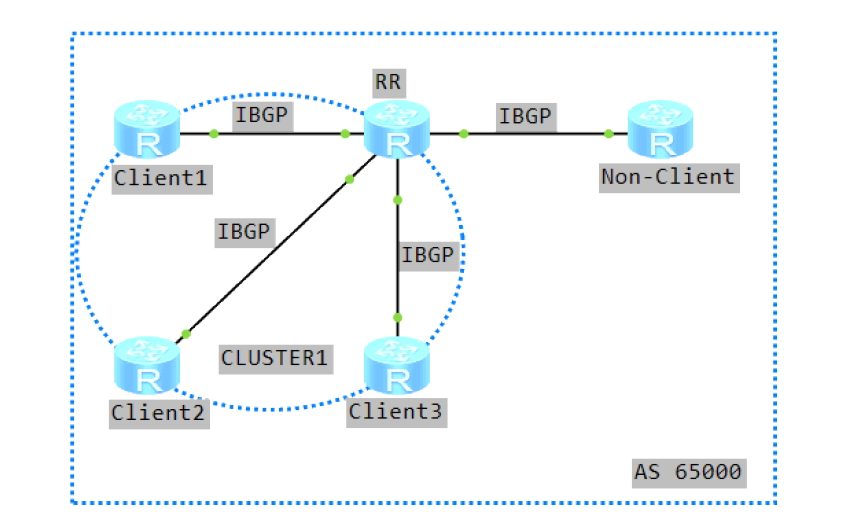 RR
IBGP
IBGP
R
R
R
Client1
Non-Client
IBGP
IBGP
CLUSTER1
R
R
Client2
Client3
AS 65000